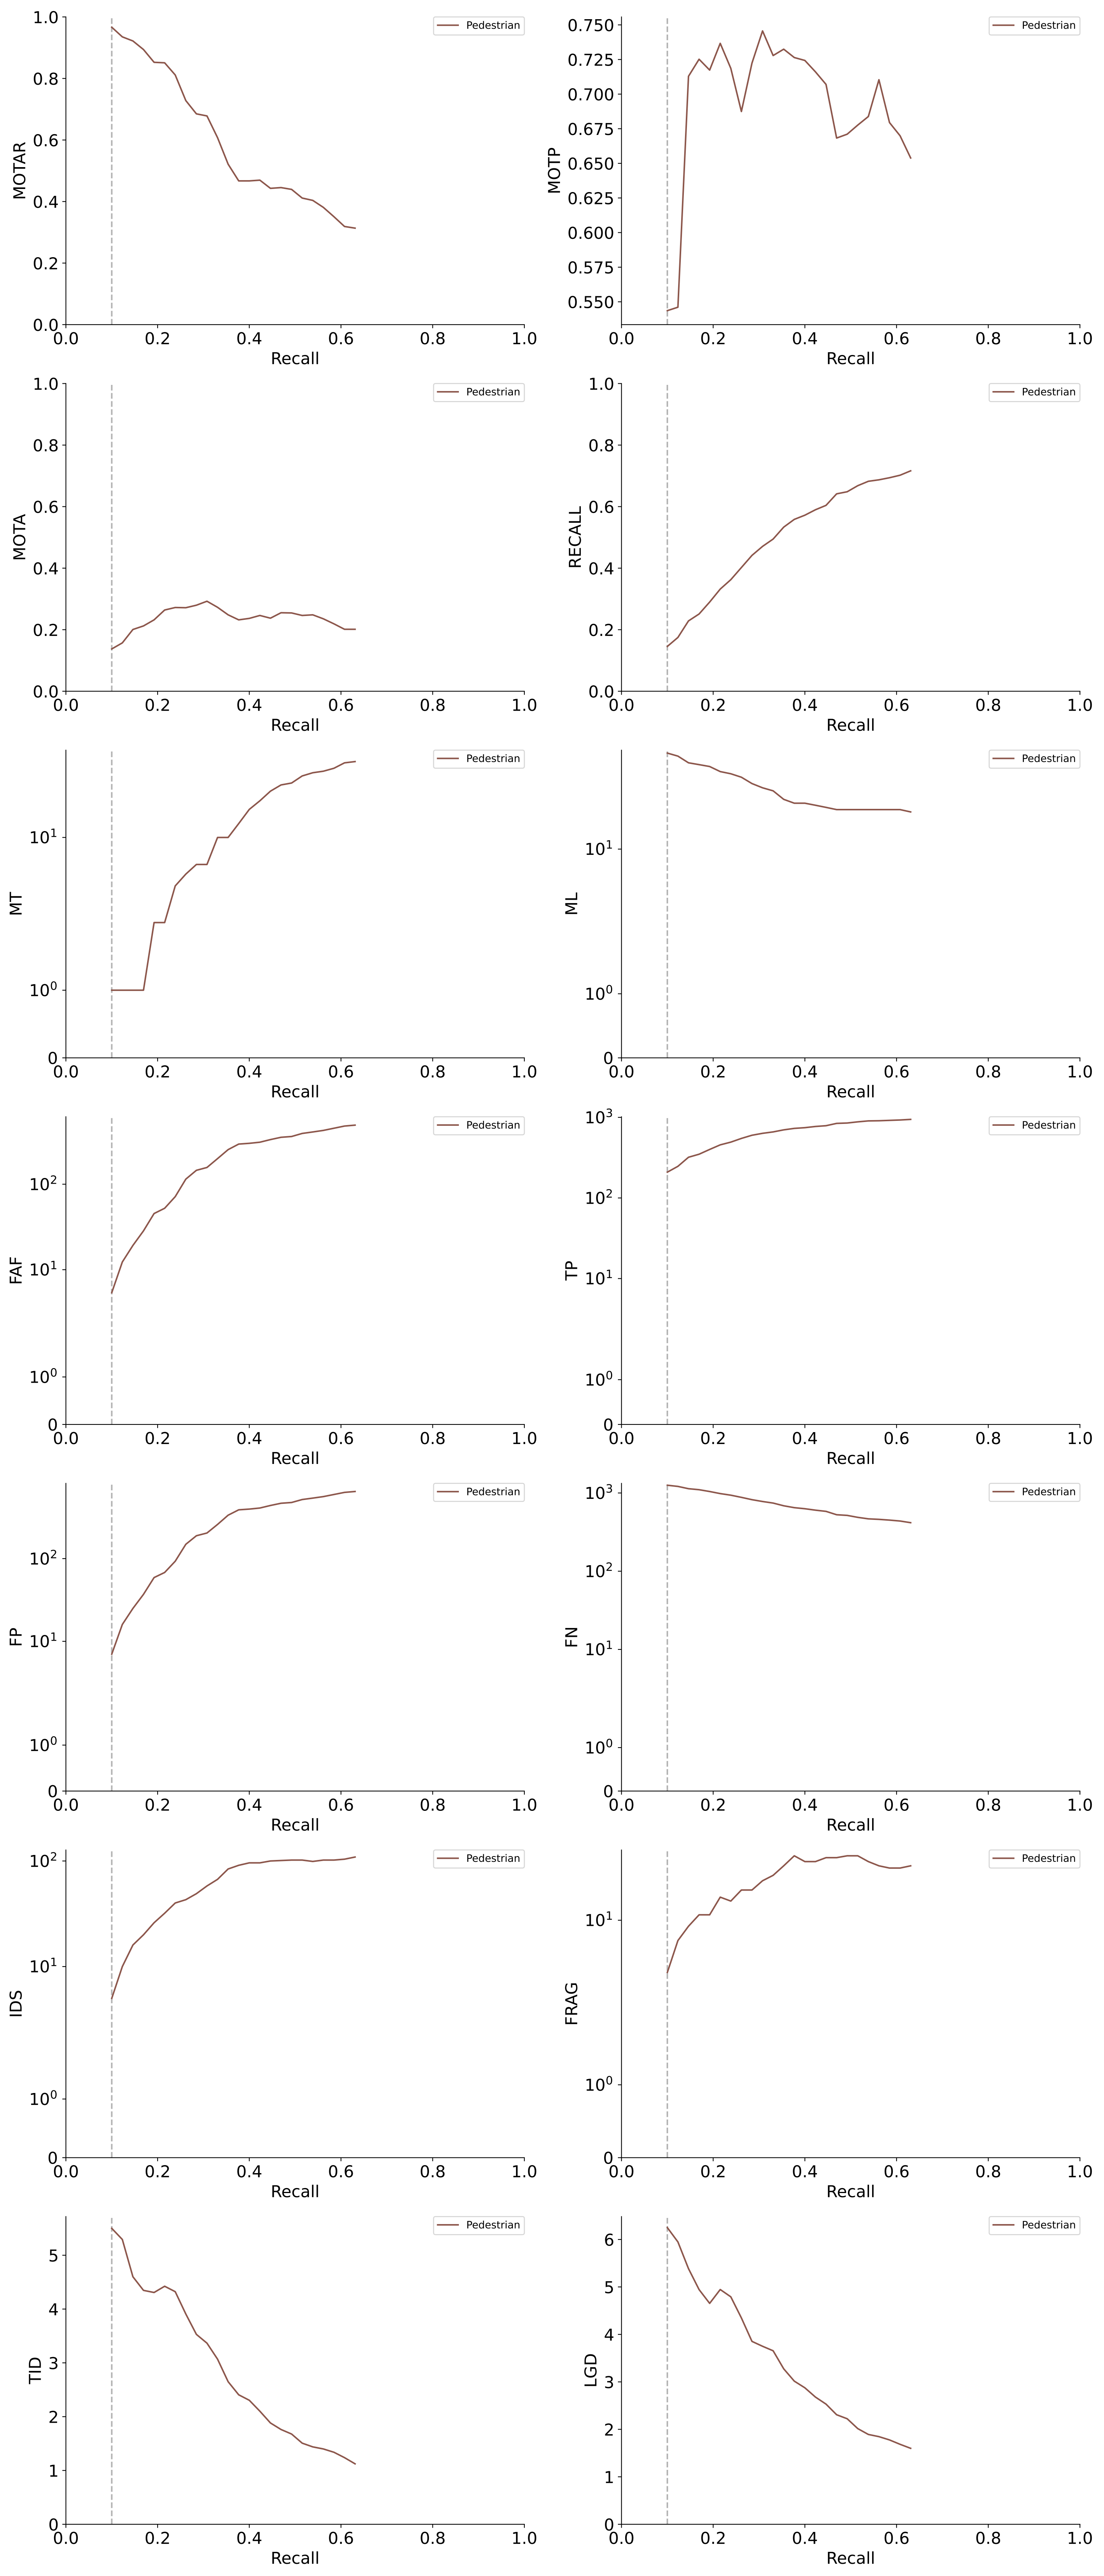 Pedestrian
1.0
0.8
0.6
0.4
0.2
0.0
MOTAR
0.0 0.2 0.4 0.6 0.8 1.0
Recall
Pedestrian
0.750
0.725
0.700
0.675
0.650
0.625
0.600
0.575
0.550
MOTP
0.0 0.2 0.4 0.6 0.8 1.0
Recall
Pedestrian
1.0
0.8
0.6
0.4
0.2
0.0
MOTA
0.0 0.2 0.4 0.6 0.8 1.0
Recall
Pedestrian
1.0
0.8
0.6
0.4
0.2
0.0
RECALL
0.0 0.2 0.4 0.6 0.8 1.0
Recall
Pedestrian
10¹
10⁰
0
MT
0.0 0.2 0.4 0.6 0.8 1.0
Recall
Pedestrian
10¹
10⁰
0
ML
0.0 0.2 0.4 0.6 0.8 1.0
Recall
Pedestrian
10²
10¹
10⁰
0
FAF
0.0 0.2 0.4 0.6 0.8 1.0
Recall
Pedestrian
10³
10²
10¹
10⁰
0
TP
0.0 0.2 0.4 0.6 0.8 1.0
Recall
Pedestrian
10²
10¹
10⁰
0
FP
0.0 0.2 0.4 0.6 0.8 1.0
Recall
Pedestrian
10³
10²
10¹
10⁰
0
FN
0.0 0.2 0.4 0.6 0.8 1.0
Recall
Pedestrian
10²
10¹
10⁰
0
IDS
0.0 0.2 0.4 0.6 0.8 1.0
Recall
Pedestrian
10¹
10⁰
0
FRAG
0.0 0.2 0.4 0.6 0.8 1.0
Recall
Pedestrian
5
4
3
2
1
0
TID
0.0 0.2 0.4 0.6 0.8 1.0
Recall
Pedestrian
6
5
4
3
2
1
0
LGD
0.0 0.2 0.4 0.6 0.8 1.0
Recall